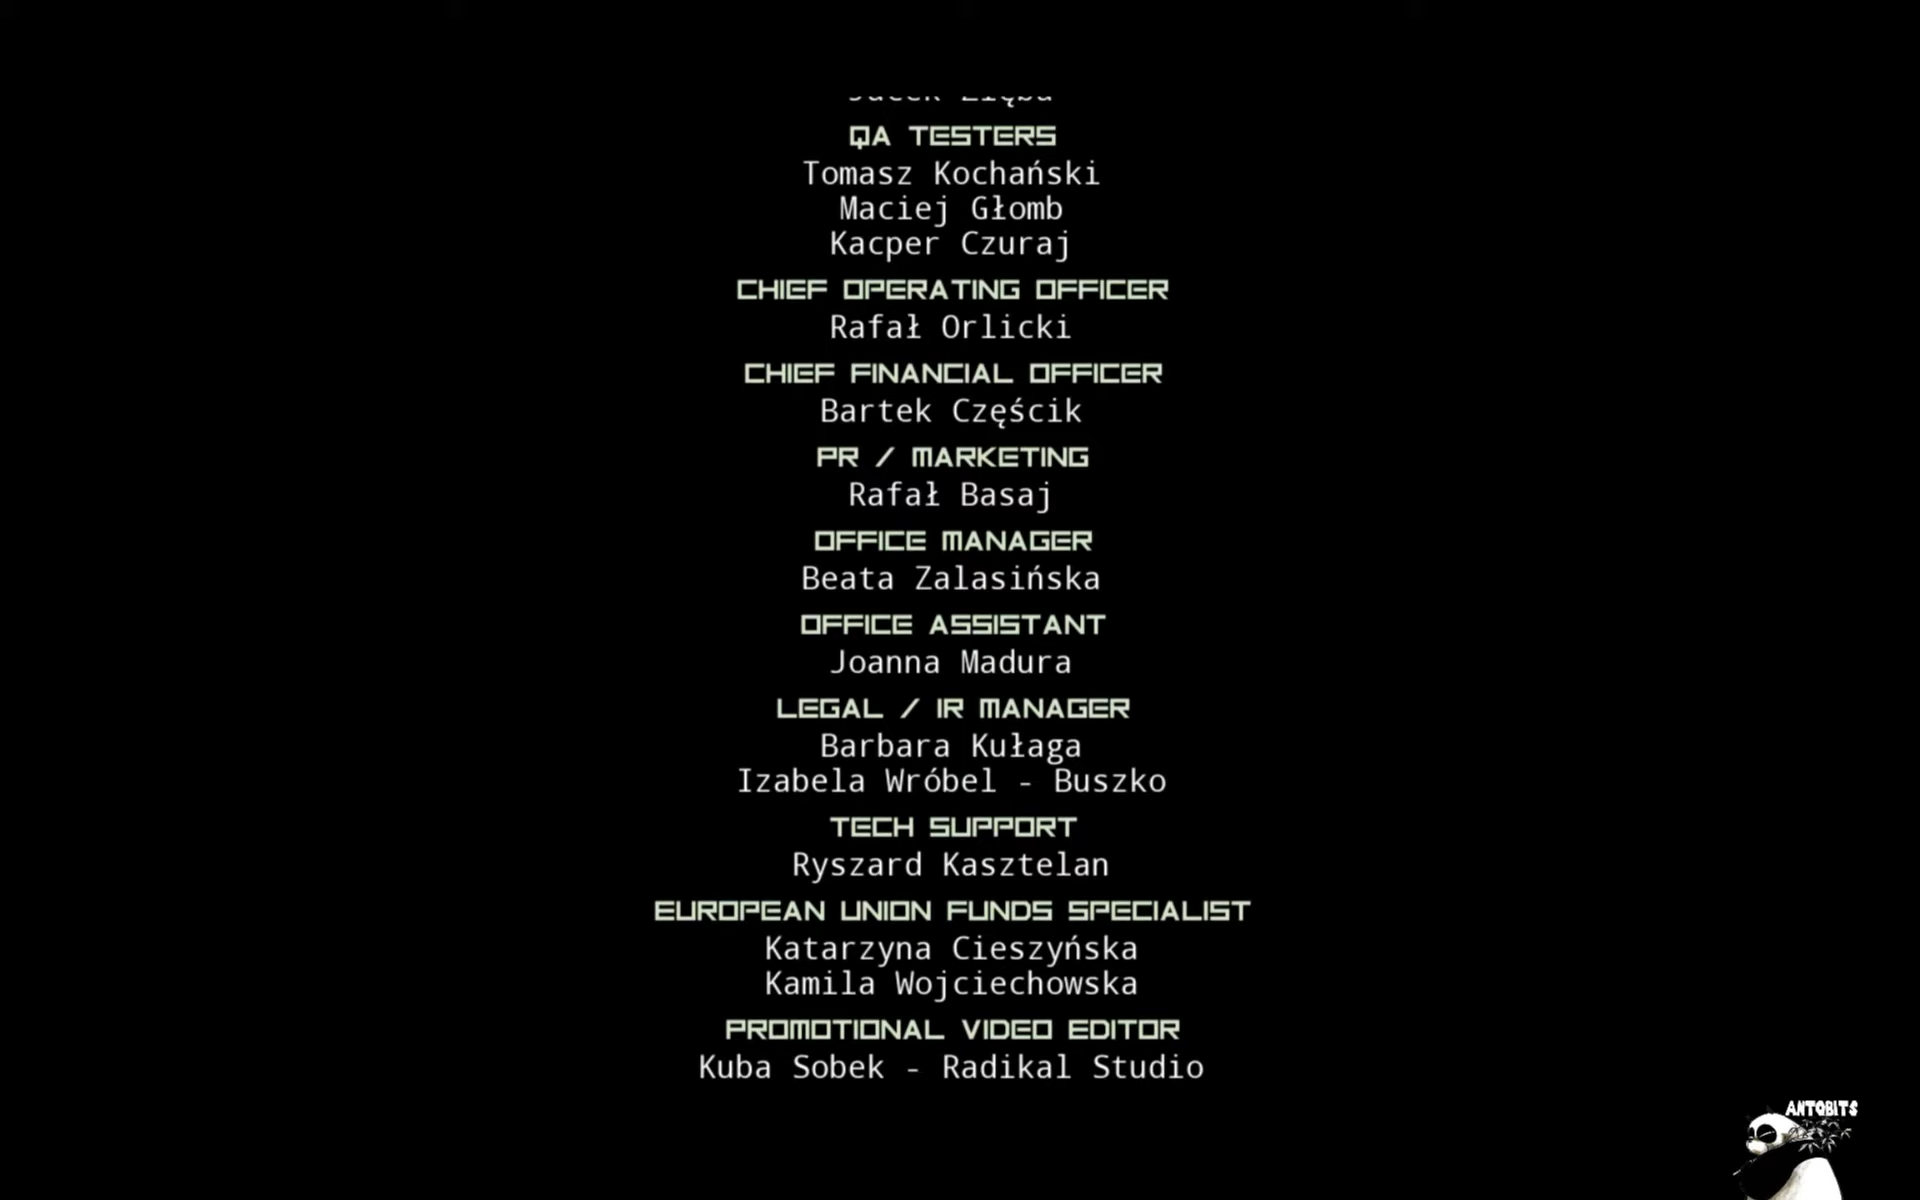 QA TESTERS
Tomasz Kochański
Maciej Głomb
Kacper Czuraj
CHIEF OPERATING OFFICER
Rafał Orlicki
CHIEF FINANCIAL OFFICER
Bartek Częścik
PR / MARKETING
Rafał Basaj
OFFICE MANAGER
Beata Zalasińska
OFFICE ASSISTANT
Joanna Madura
LEGAL / IR MANAGER
Barbara Kułaga
Izabela Wróbel - Buszko
TECH SUPPORT
Ryszard Kasztelan
EUROPEAN UNION FUNDS SPECIALIST
Katarzyna Cieszyńska
Kamila Wojciechowska
PROMOTIONAL VIDEO EDITOR
Kuba Sobek - Radikal Studio
ANTOBITS